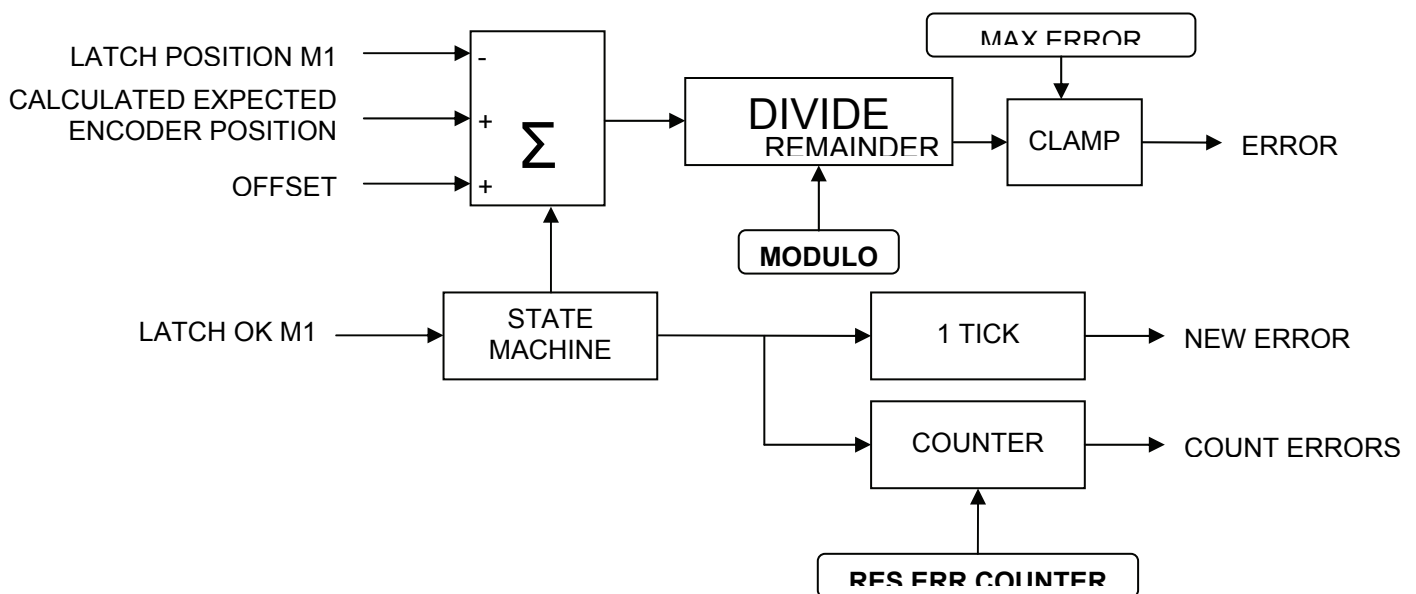 MAX ERROR
LATCH POSITION M1
-
CALCULATED EXPECTED
ENCODER POSITION
+
Σ
DIVIDE
REMAINDER
CLAMP
ERROR
OFFSET
+
MODULO
LATCH OK M1
STATE
MACHINE
1 TICK
NEW ERROR
COUNTER
COUNT ERRORS
RES ERR COUNTER